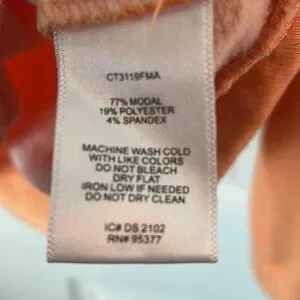 CT3119FMA
77% MODAL
19% POLYESTER
4% SPANDEX
MACHINE WASH COLD
WITH LIKE COLORS
DO NOT BLEACH
DRY FLAT
IRON LOW IF NEEDED
DO NOT DRY CLEAN
IC# DS 2102
RN# 95377